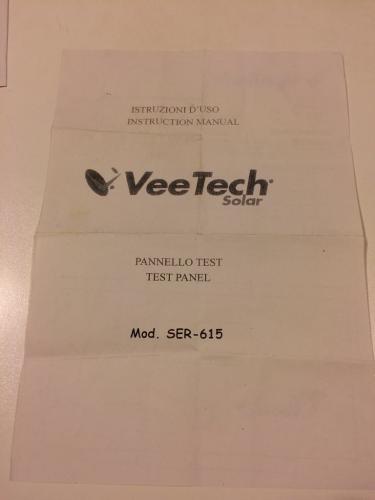 ISTRUZIONI D'USO
INSTRUCTION MANUAL
VeeTech
Solar
PANNELLO TEST
TEST PANEL
Mod. SER-615